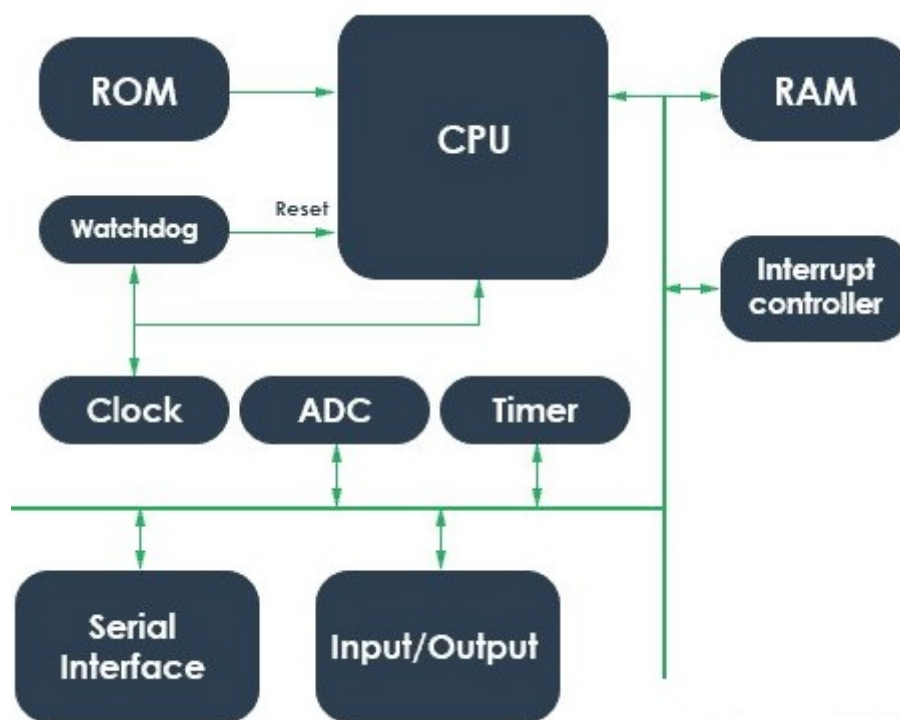 ROM
CPU
RAM
Watchdog
Reset
Interrupt
controller
Clock
ADC
Timer
Serial
Interface
Input/Output